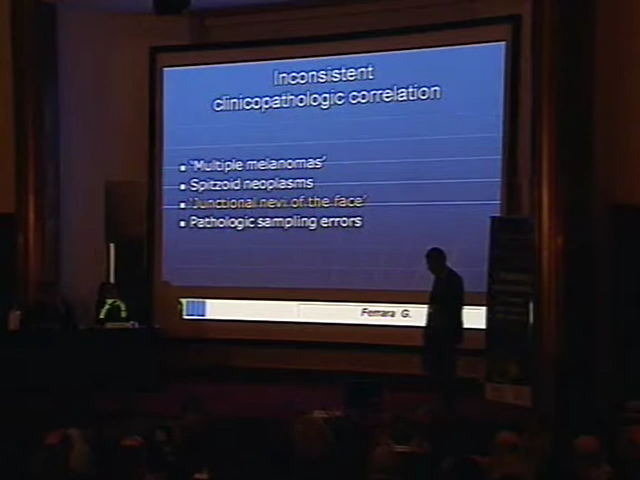 Inconsistent
clinicopathologic correlation
▪ 'Multiple melanomas'
▪ Spitzoid neoplasms
▪ 'Junctional nevi of the face'
▪ Pathologic sampling errors
Ferrara G.